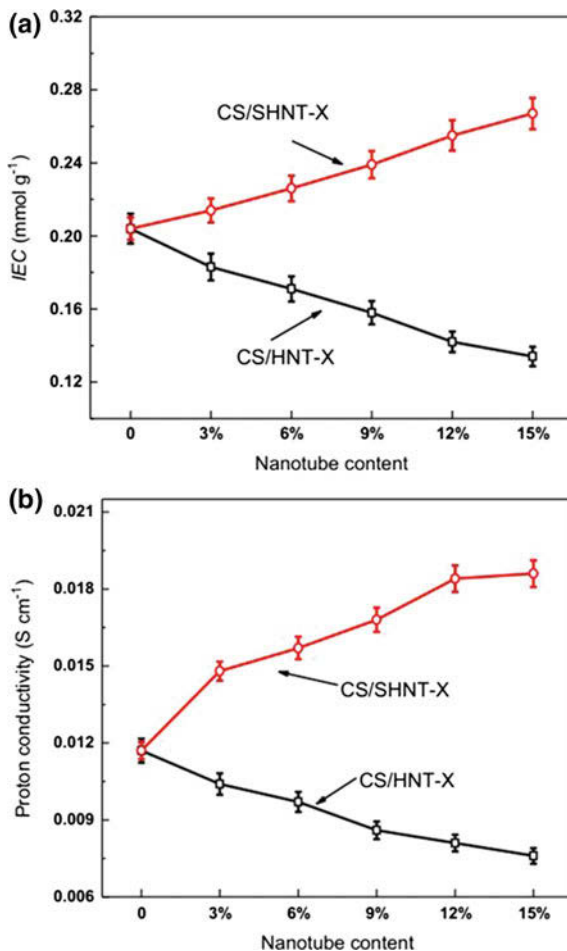 (a)
0.32
0.28
0.24
0.20
0.16
0.12
IEC (mmol g⁻¹)
CS/SHNT-X
CS/HNT-X
0 3% 6% 9% 12% 15%
Nanotube content
(b)
0.021
0.018
0.015
0.012
0.009
0.006
Proton conductivity (S cm⁻¹)
CS/SHNT-X
CS/HNT-X
0 3% 6% 9% 12% 15%
Nanotube content